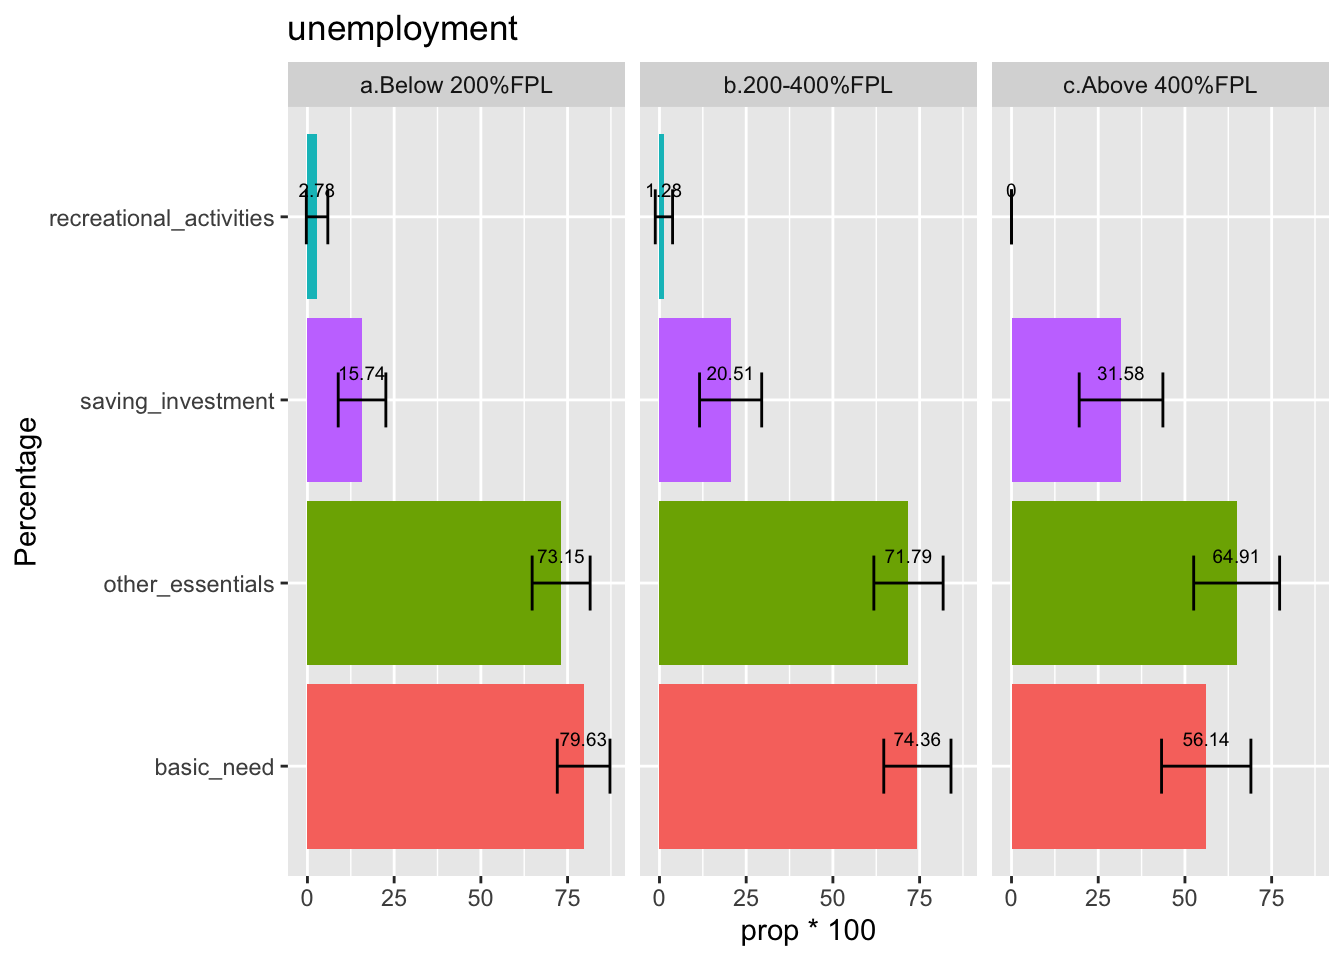 unemployment
a.Below 200%FPL
b.200-400%FPL
c.Above 400%FPL
Percentage
recreational_activities
2.78
1.28
0
saving_investment
15.74
20.51
31.58
other_essentials
73.15
71.79
64.91
basic_need
79.63
74.36
56.14
0 25 50 75
0 25 50 75
0 25 50 75
prop * 100